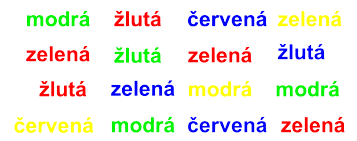 modrá žlutá červená zelená
zelená žlutá zelená žlutá
žlutá zelená modrá modrá
červená modrá červená zelená